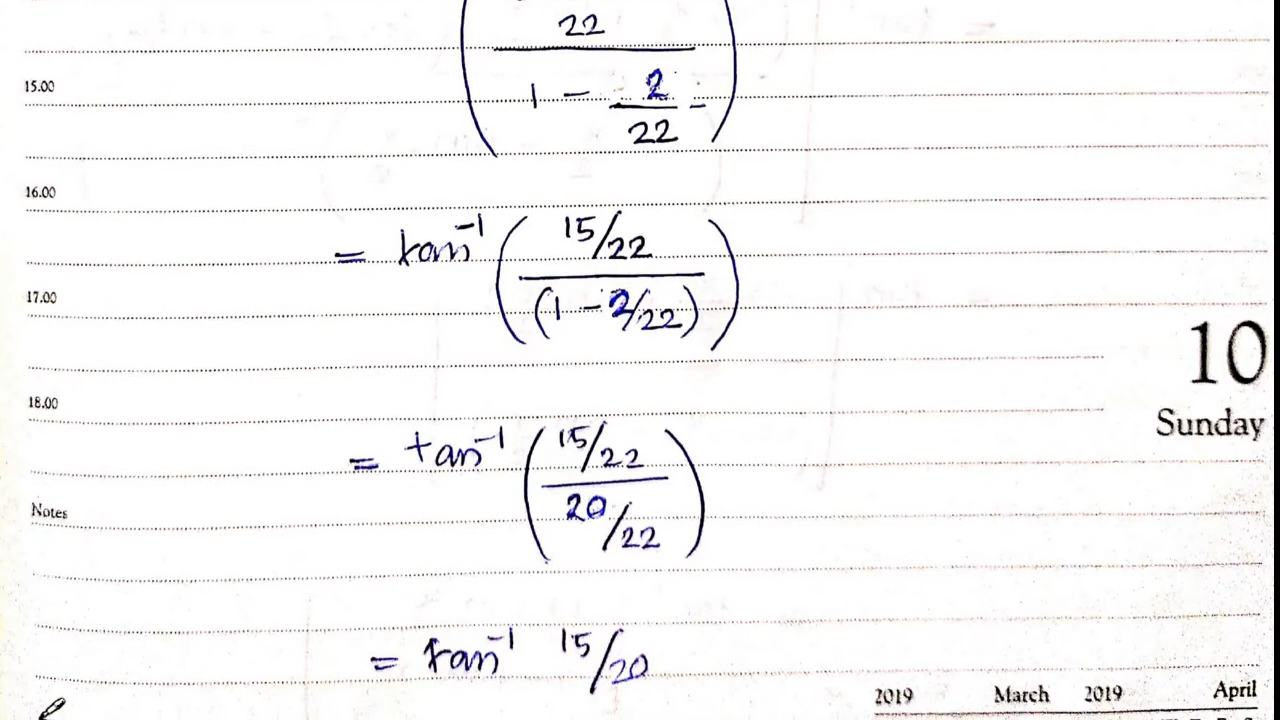 22
15.00
1 - 2/22 -
16.00
= tan⁻¹ ( 15/22 / (1 - 2/22) )
17.00
10
18.00
Sunday
= tan⁻¹ ( 15/22 / 20/22 )
Notes
= tan⁻¹ 15/20
2019 March 2019 April